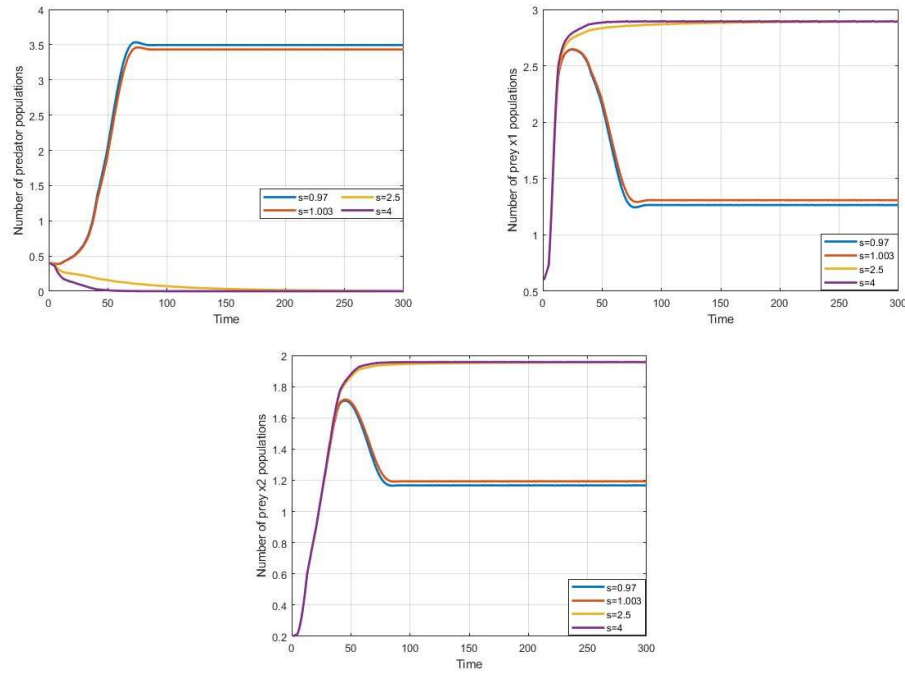 Number of predator populations
4
3.5
3
2.5
2
1.5
1
0.5
0
0 50 100 150 200 250 300
Time
s=0.97 s=2.5
s=1.003 s=4
Number of prey x1 populations
3
2.5
2
1.5
1
0.5
0 50 100 150 200 250 300
Time
s=0.97
s=1.003
s=2.5
s=4
Number of prey x2 populations
2
1.8
1.6
1.4
1.2
1
0.8
0.6
0.4
0.2
0 50 100 150 200 250 300
Time
s=0.97
s=1.003
s=2.5
s=4